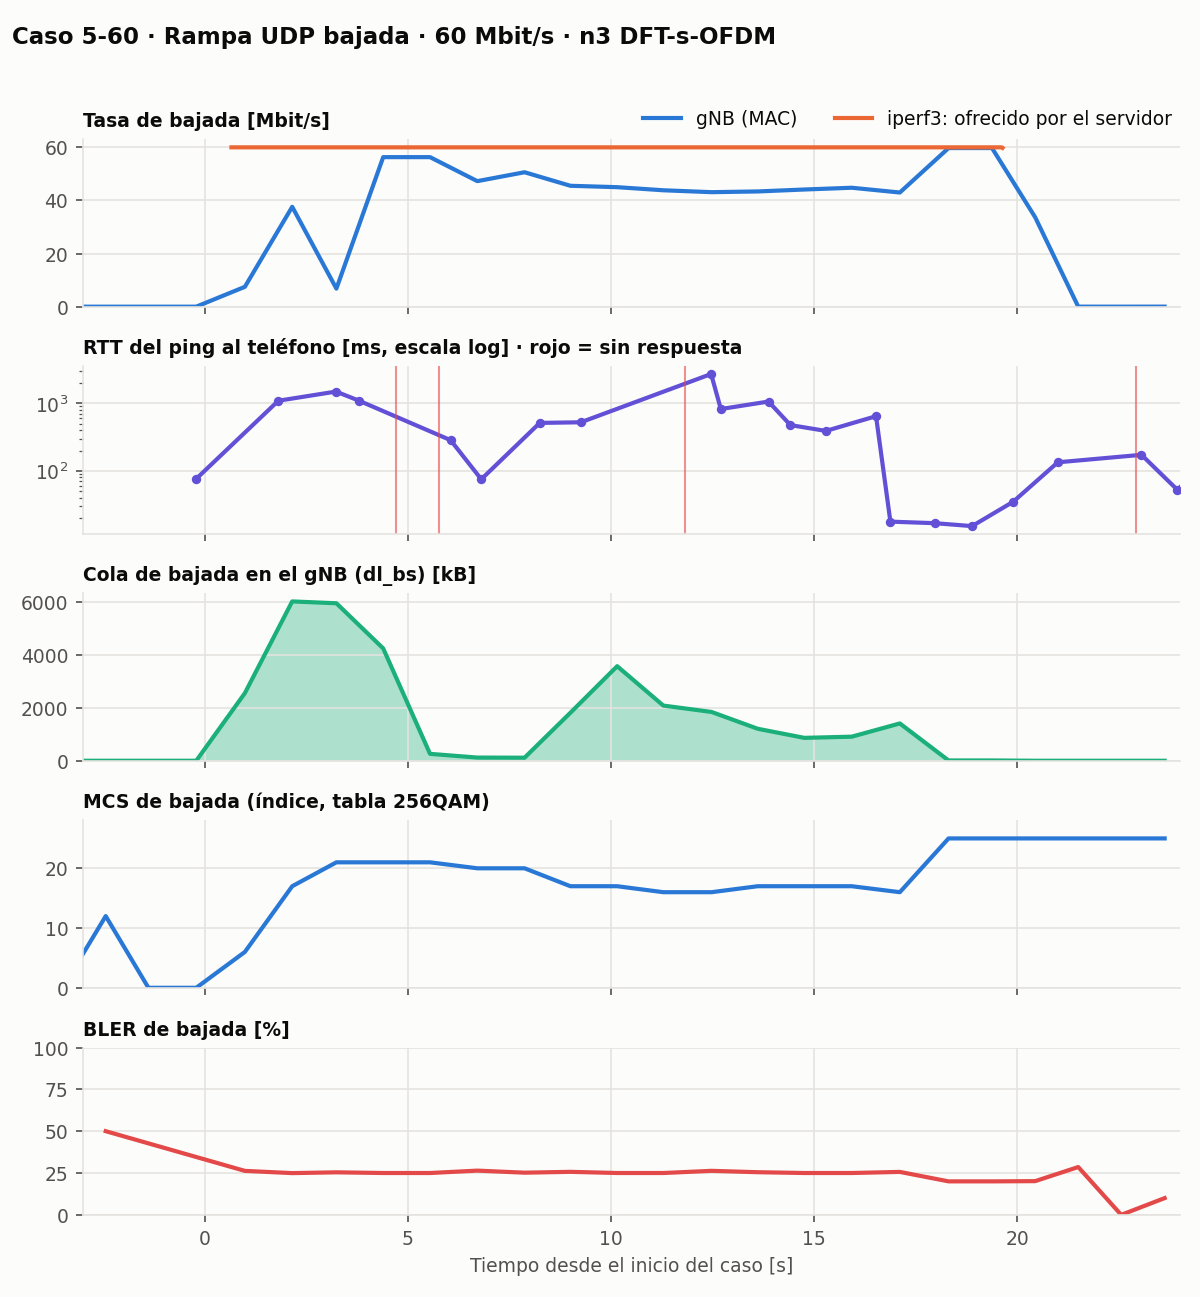 Caso 5-60 · Rampa UDP bajada · 60 Mbit/s · n3 DFT-s-OFDM
Tasa de bajada [Mbit/s]
gNB (MAC)
iperf3: ofrecido por el servidor
60
40
20
0
RTT del ping al teléfono [ms, escala log] · rojo = sin respuesta
10³
10²
Cola de bajada en el gNB (dl_bs) [kB]
6000
4000
2000
0
MCS de bajada (índice, tabla 256QAM)
20
10
0
BLER de bajada [%]
100
75
50
25
0
0 5 10 15 20
Tiempo desde el inicio del caso [s]